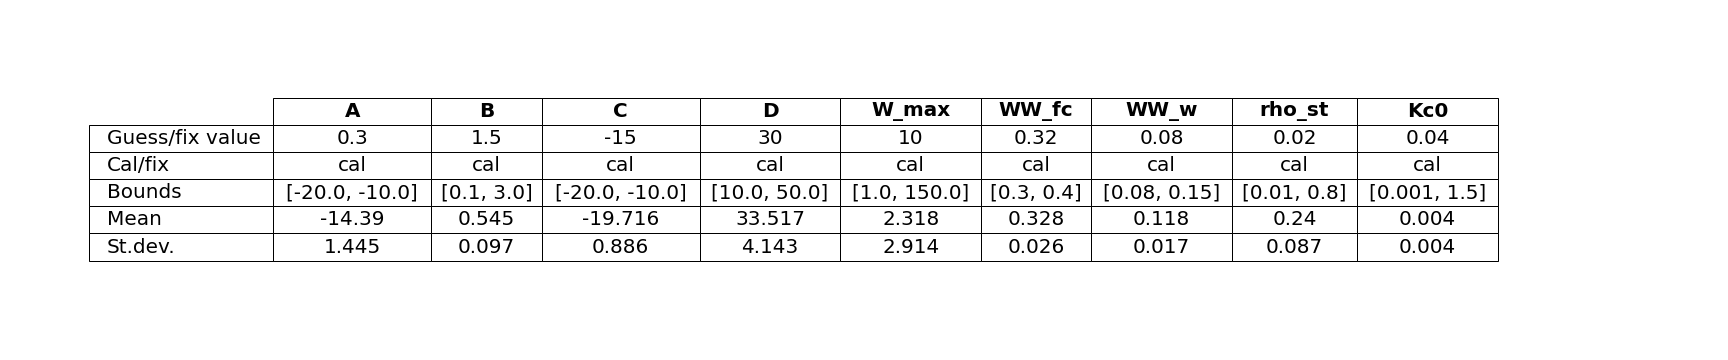 A B C D W_max WW_fc WW_w rho_st Kc0
Guess/fix value 0.3 1.5 -15 30 10 0.32 0.08 0.02 0.04
Cal/fix cal cal cal cal cal cal cal cal cal
Bounds [-20.0, -10.0] [0.1, 3.0] [-20.0, -10.0] [10.0, 50.0] [1.0, 150.0] [0.3, 0.4] [0.08, 0.15] [0.01, 0.8] [0.001, 1.5]
Mean -14.39 0.545 -19.716 33.517 2.318 0.328 0.118 0.24 0.004
St.dev. 1.445 0.097 0.886 4.143 2.914 0.026 0.017 0.087 0.004